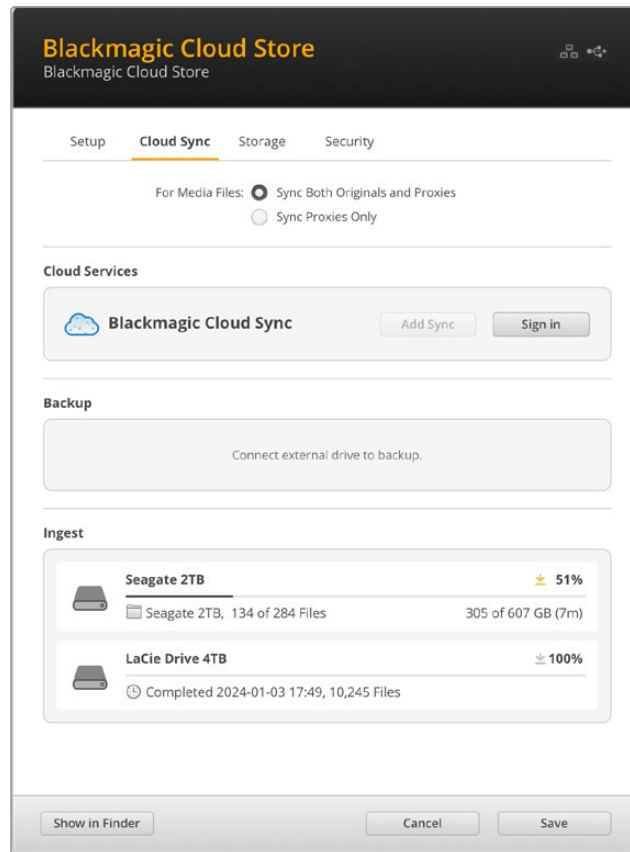 Blackmagic Cloud Store
Blackmagic Cloud Store
Setup Cloud Sync Storage Security
For Media Files: Sync Both Originals and Proxies
Sync Proxies Only
Cloud Services
Blackmagic Cloud Sync Add Sync Sign in
Backup
Connect external drive to backup.
Ingest
Seagate 2TB 51%
Seagate 2TB, 134 of 284 Files 305 of 607 GB (7m)
LaCie Drive 4TB 100%
Completed 2024-01-03 17:49, 10,245 Files
Show in Finder Cancel Save